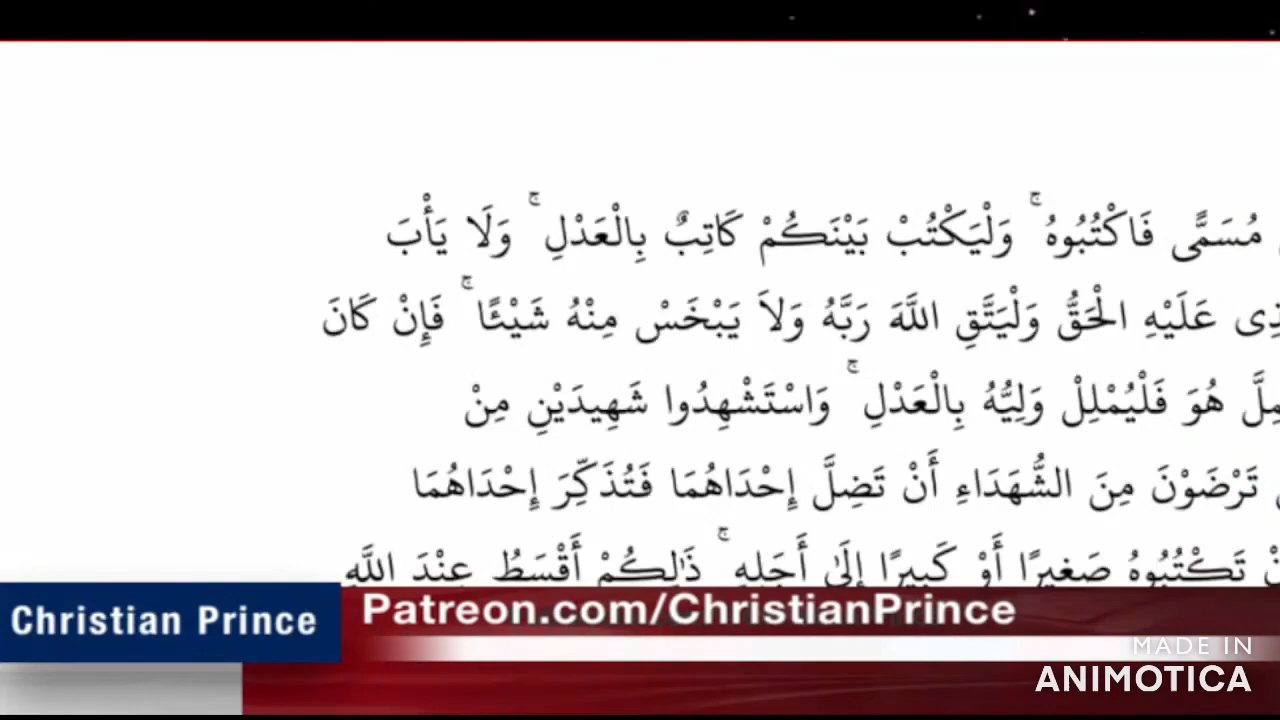 مُسَمًّى فَاكْتُبُوهُ ۚ وَلْيَكْتُبْ بَيْنَكُمْ كَاتِبٌ بِالْعَدْلِ ۚ وَلَا يَأْبَ
عَلَيْهِ الْحَقُّ وَلْيَتَّقِ اللَّهَ رَبَّهُ وَلاَ يَبْخَسْ مِنْهُ شَيْئًا ۚ فَإِنْ كَانَ
هُوَ فَلْيُمْلِلْ وَلِيُّهُ بِالْعَدْلِ ۚ وَاسْتَشْهِدُوا شَهِيدَيْنِ مِنْ
تَرْضَوْنَ مِنَ الشُّهَدَاءِ أَنْ تَضِلَّ إِحْدَاهُمَا فَتُذَكِّرَ إِحْدَاهُمَا
تَكْتُبُوهُ صَغِيرًا أَوْ كَبِيرًا إِلَىٰ أَجَلِهِ ۚ ذَٰلِكُمْ أَقْسَطُ عِنْدَ اللَّهِ
Christian Prince
Patreon.com/ChristianPrince
MADE IN
ANIMOTICA